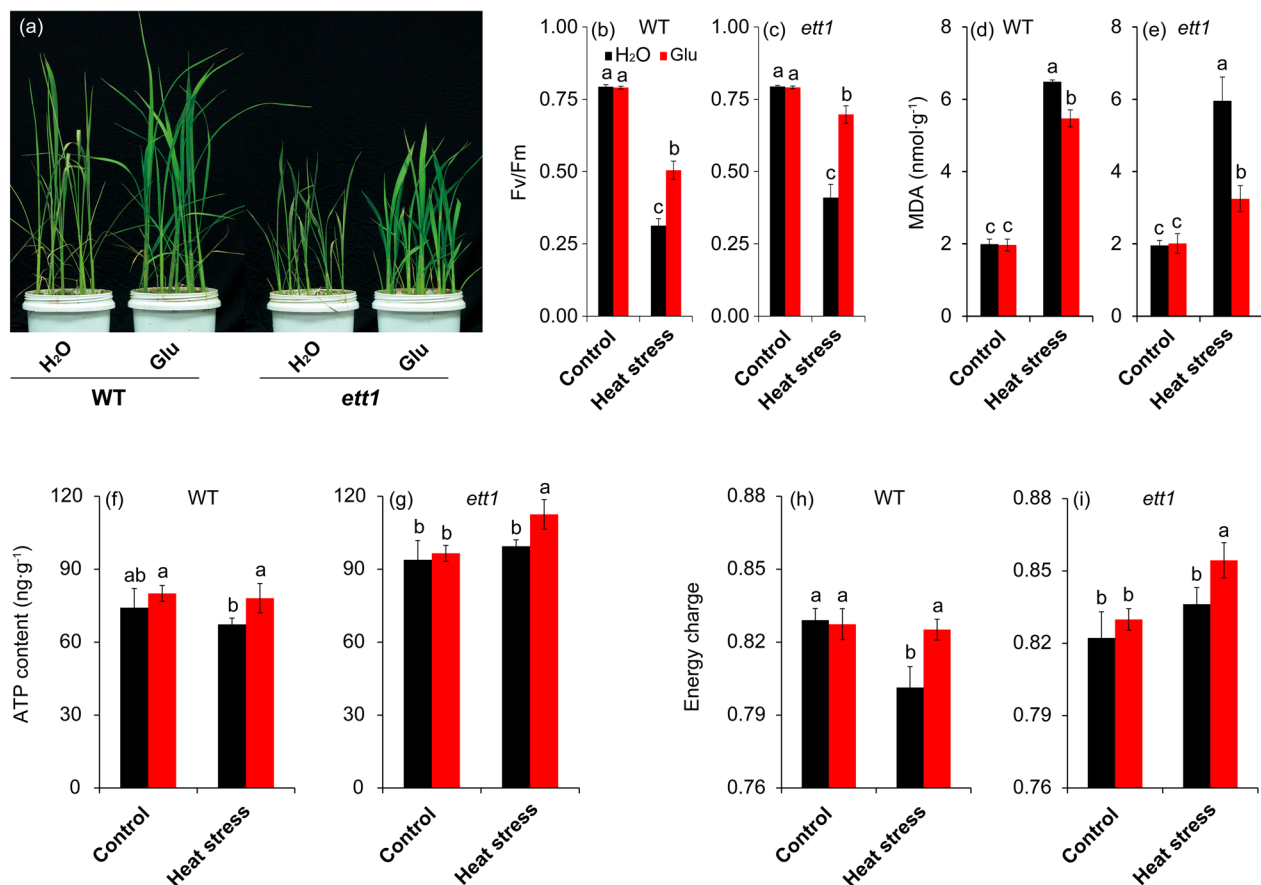 (a)
H₂O Glu H₂O Glu
WT ett1
(b) WT
H₂O Glu
Fv/Fm
1.00
0.75
0.50
0.25
0.00
a a
c b
Control Heat stress
(c) ett1
1.00
0.75
0.50
0.25
0.00
a a
c b
Control Heat stress
(d) WT
MDA (nmol·g⁻¹)
8
6
4
2
0
c c
a b
Control Heat stress
(e) ett1
8
6
4
2
0
c c
a b
Control Heat stress
(f) WT
ATP content (ng·g⁻¹)
120
90
60
30
0
ab a
b a
Control Heat stress
(g) ett1
120
90
60
30
0
b b
b a
Control Heat stress
(h) WT
Energy charge
0.88
0.85
0.82
0.79
0.76
a a
b a
Control Heat stress
(i) ett1
0.88
0.85
0.82
0.79
0.76
b b
b a
Control Heat stress